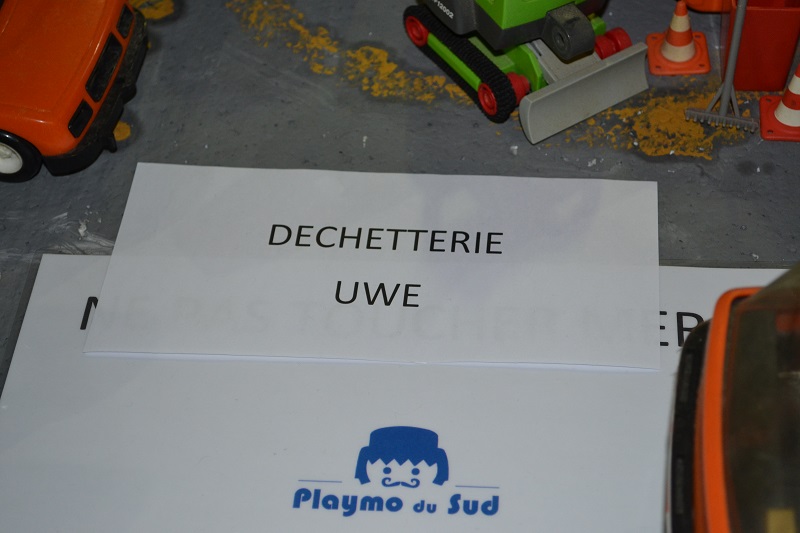 DECHETTERIE
UWE
Playmo du Sud